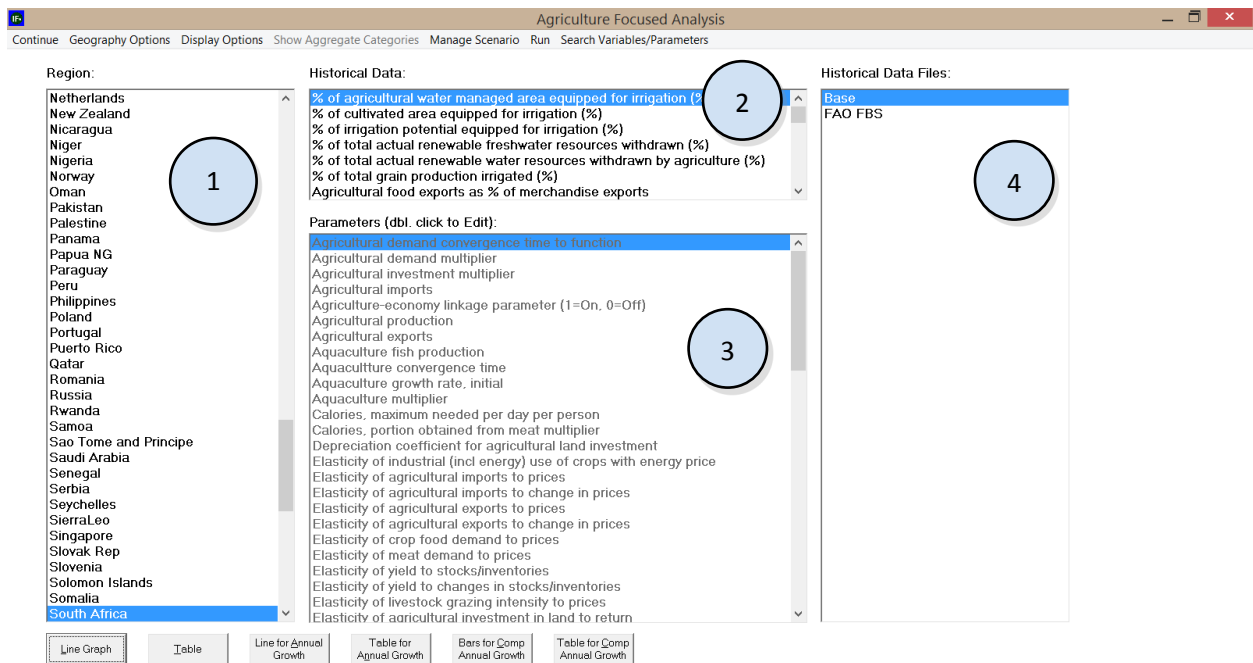 IFs
Agriculture Focused Analysis
Continue Geography Options Display Options Show Aggregate Categories Manage Scenario Run Search Variables/Parameters
Region:
Netherlands
New Zealand
Nicaragua
Niger
Nigeria
Norway
Oman
Pakistan
Palestine
Panama
Papua NG
Paraguay
Peru
Philippines
Poland
Portugal
Puerto Rico
Qatar
Romania
Russia
Rwanda
Samoa
Sao Tome and Principe
Saudi Arabia
Senegal
Serbia
Seychelles
SierraLeo
Singapore
Slovak Rep
Slovenia
Solomon Islands
Somalia
South Africa
1
Historical Data:
% of agricultural water managed area equipped for irrigation (%
% of cultivated area equipped for irrigation (%)
% of irrigation potential equipped for irrigation (%)
% of total actual renewable freshwater resources withdrawn (%)
% of total actual renewable water resources withdrawn by agriculture (%)
% of total grain production irrigated (%)
Agricultural food exports as % of merchandise exports
2
Parameters (dbl. click to Edit):
Agricultural demand convergence time to function
Agricultural demand multiplier
Agricultural investment multiplier
Agricultural imports
Agriculture-economy linkage parameter (1=On, 0=Off)
Agricultural production
Agricultural exports
Aquaculture fish production
Aquacultture convergence time
Aquaculture growth rate, initial
Aquaculture multiplier
Calories, maximum needed per day per person
Calories, portion obtained from meat multiplier
Depreciation coefficient for agricultural land investment
Elasticity of industrial (incl energy) use of crops with energy price
Elasticity of agricultural imports to prices
Elasticity of agricultural imports to change in prices
Elasticity of agricultural exports to prices
Elasticity of agricultural exports to change in prices
Elasticity of crop food demand to prices
Elasticity of meat demand to prices
Elasticity of yield to stocks/inventories
Elasticity of yield to changes in stocks/inventories
Elasticity of livestock grazing intensity to prices
Elasticity of agricultural investment in land to return
3
Historical Data Files:
Base
FAO FBS
4
Line Graph
Table
Line for Annual
Growth
Table for
Annual Growth
Bars for Comp
Annual Growth
Table for Comp
Annual Growth